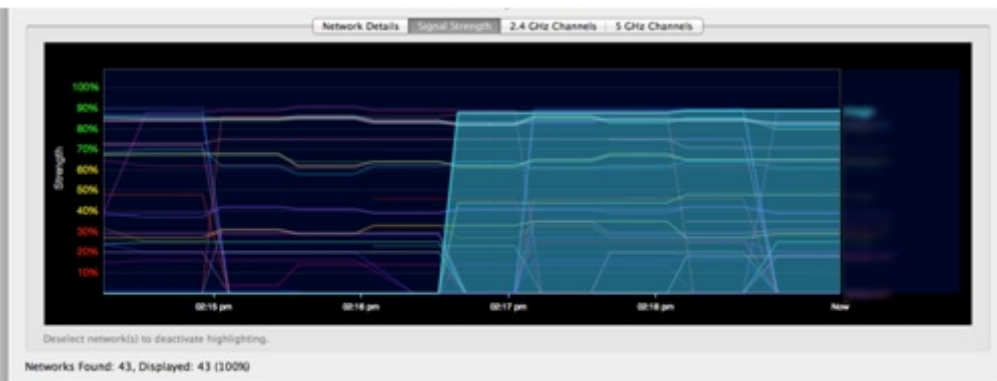 Network Details Signal Strength 2.4 GHz Channels 5 GHz Channels
100%
90%
80%
70%
60%
50%
40%
30%
20%
10%
Strength
02:15 pm 02:16 pm 02:17 pm 02:18 pm Now
Deselect network(s) to deactivate highlighting.
Networks Found: 43, Displayed: 43 (100%)